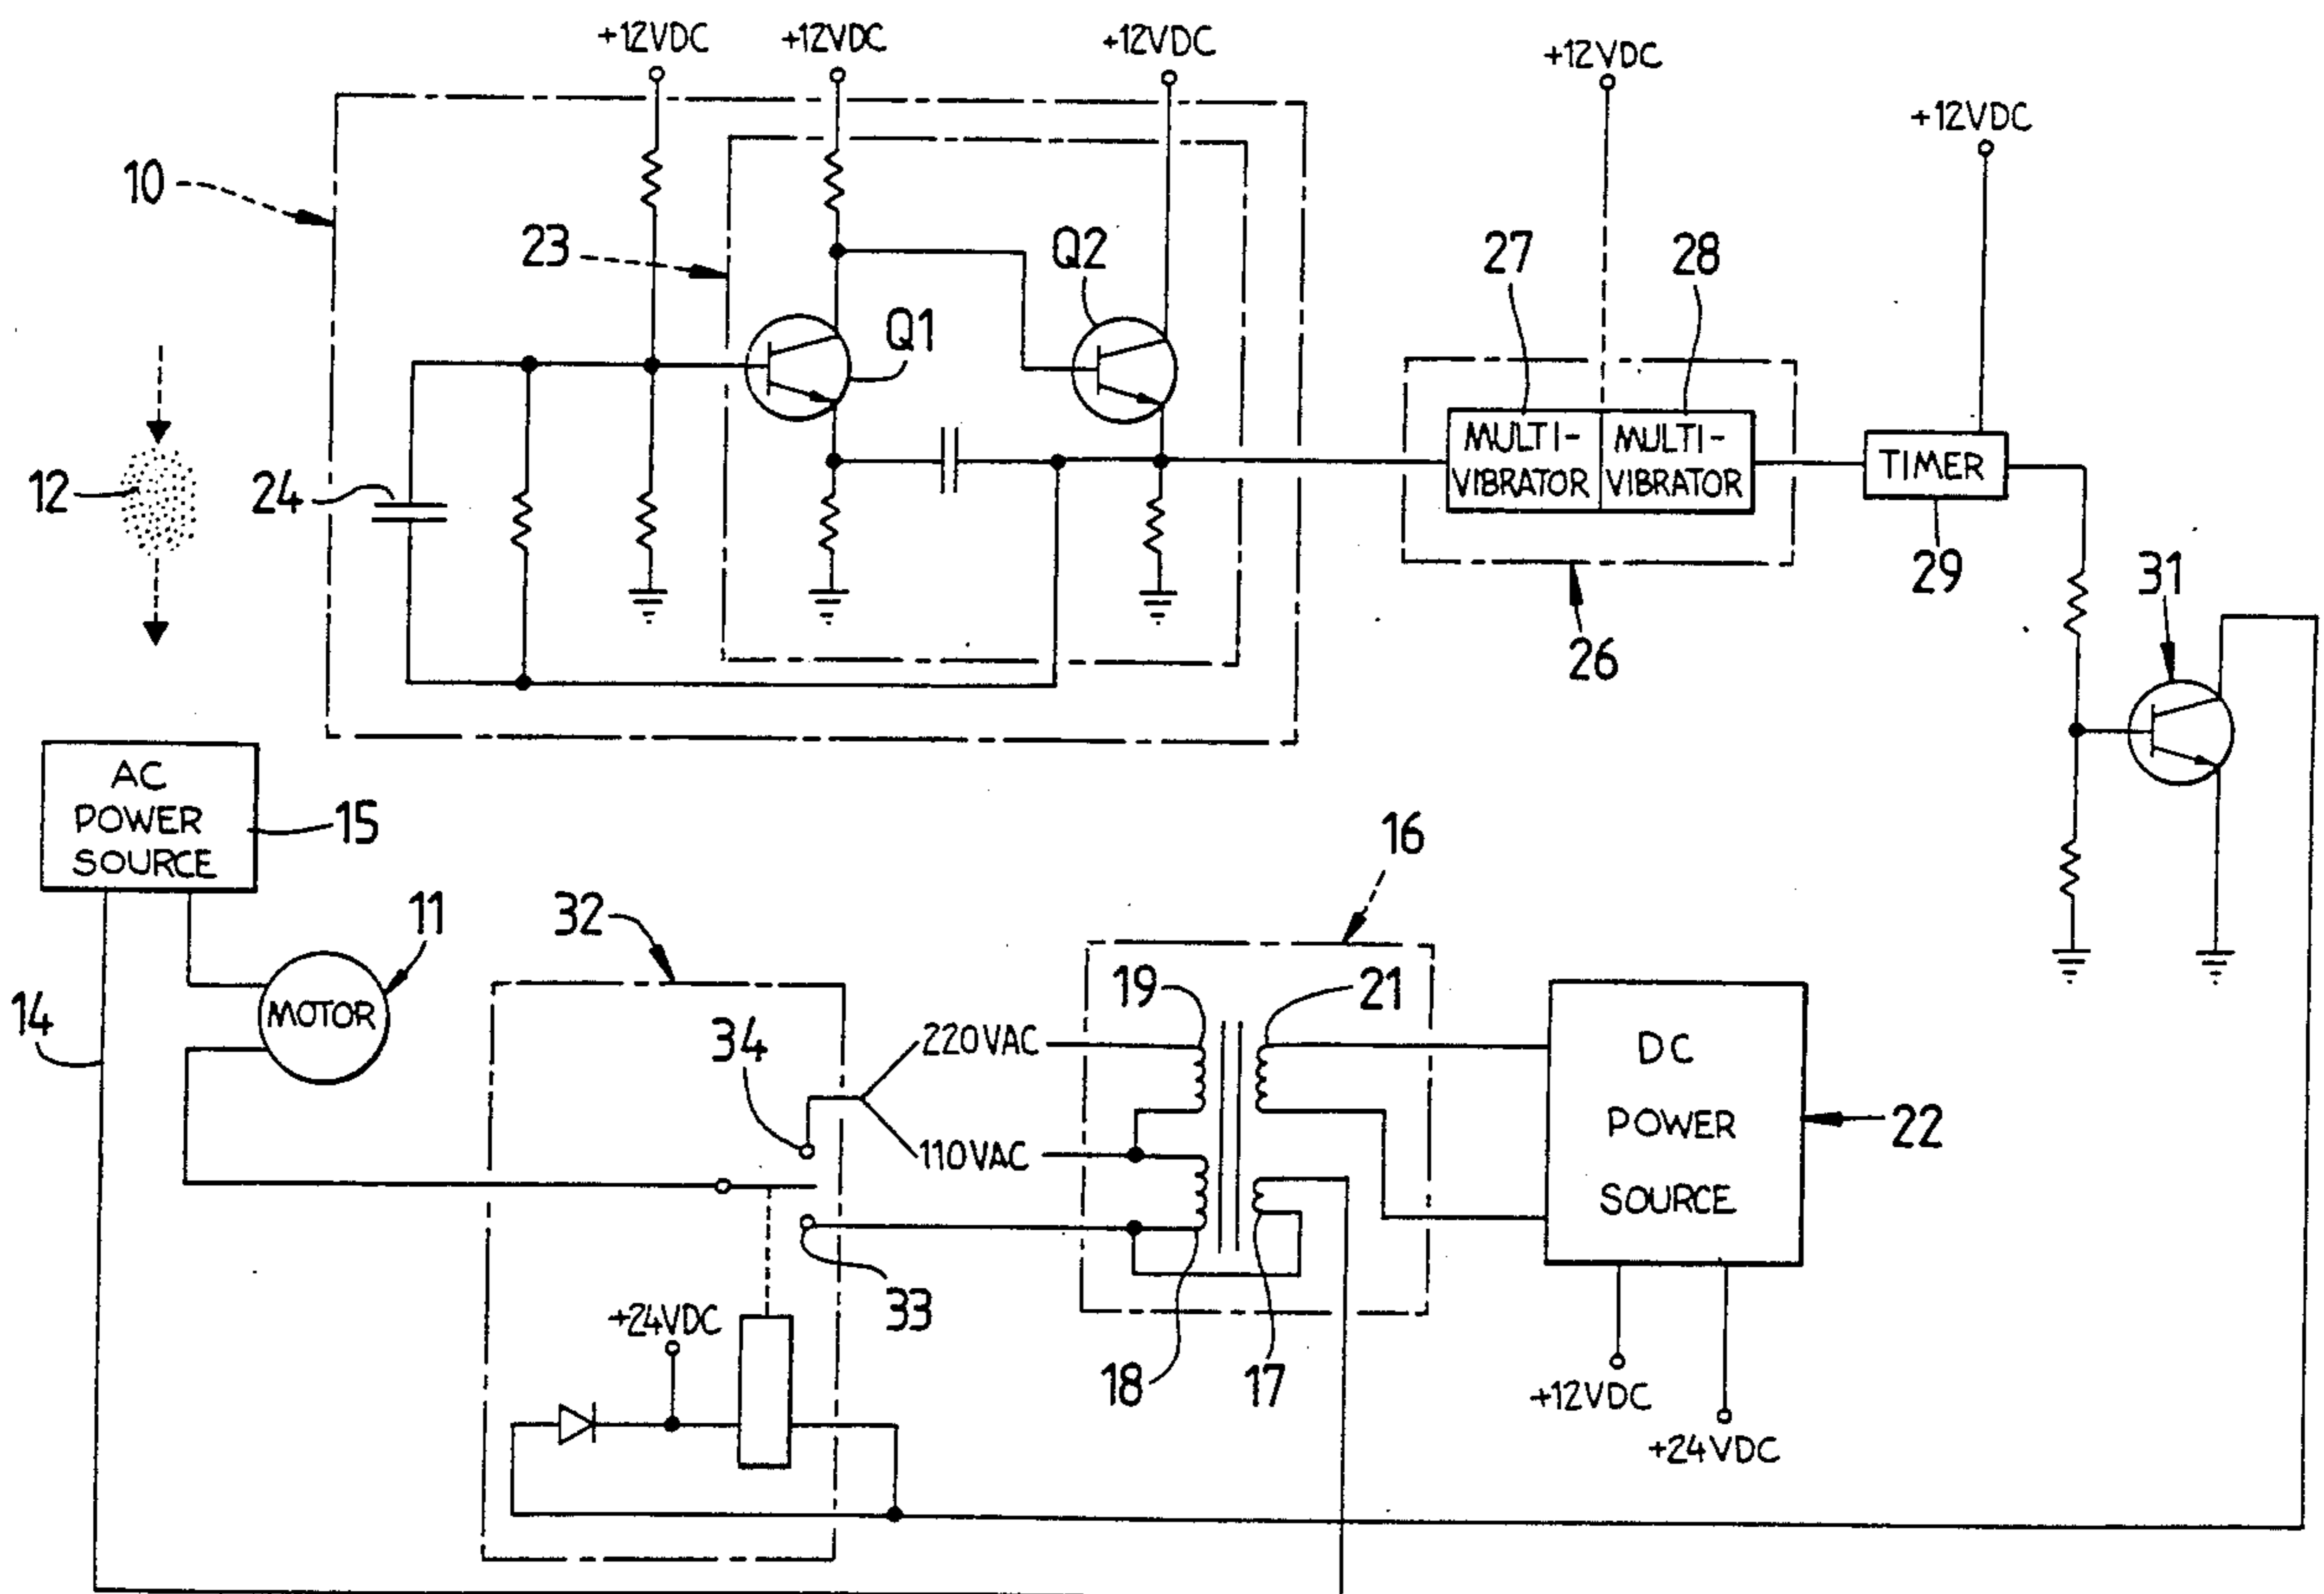 +12VDC
+12VDC
+12VDC
+12VDC
+12VDC
10
23
Q1
Q2
27
28
12
24
MULTI-
VIBRATOR
MULTI-
VIBRATOR
TIMER
29
26
31
AC
POWER
SOURCE
15
16
11
MOTOR
14
32
34
220VAC
110VAC
19
21
DC
POWER
SOURCE
22
33
+24VDC
18
17
+12VDC
+24VDC